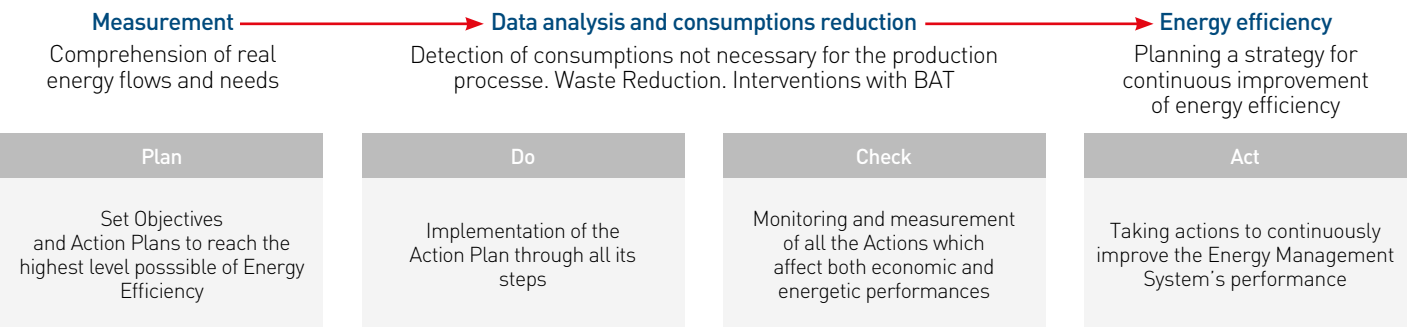 Measurement
Data analysis and consumptions reduction
Energy efficiency
Comprehension of real
energy flows and needs
Detection of consumptions not necessary for the production
processe. Waste Reduction. Interventions with BAT
Planning a strategy for
continuous improvement
of energy efficiency
Plan
Do
Check
Act
Set Objectives
and Action Plans to reach the
highest level posssible of Energy
Efficiency
Implementation of the
Action Plan through all its
steps
Monitoring and measurement
of all the Actions which
affect both economic and
energetic performances
Taking actions to continuously
improve the Energy Management
System's performance